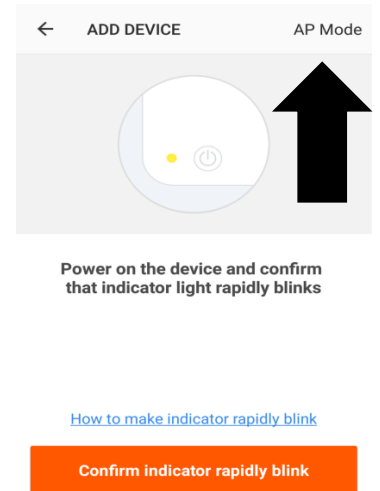 ADD DEVICE AP Mode
Power on the device and confirm
that indicator light rapidly blinks
How to make indicator rapidly blink
Confirm indicator rapidly blink